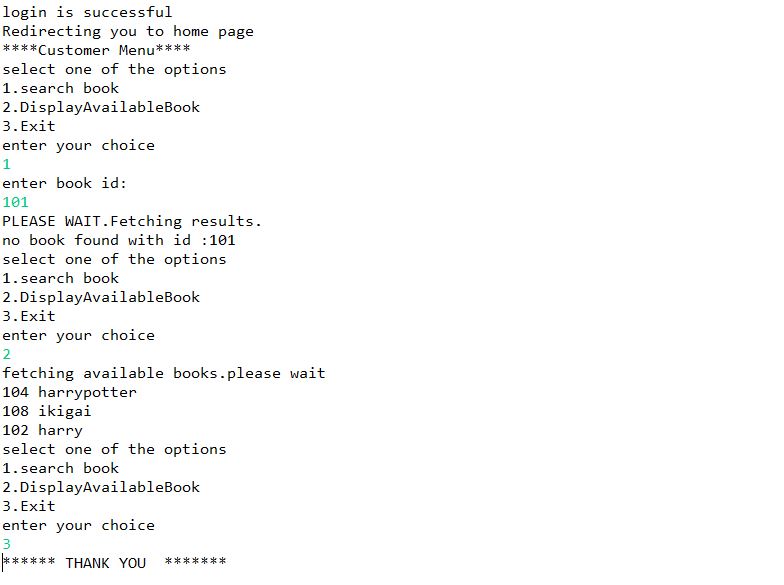 login is successful
Redirecting you to home page
****Customer Menu****
select one of the options
1.search book
2.DisplayAvailableBook
3.Exit
enter your choice
1
enter book id:
101
PLEASE WAIT.Fetching results.
no book found with id :101
select one of the options
1.search book
2.DisplayAvailableBook
3.Exit
enter your choice
2
fetching available books.please wait
104 harrypotter
108 ikigai
102 harry
select one of the options
1.search book
2.DisplayAvailableBook
3.Exit
enter your choice
3
****** THANK YOU  *******